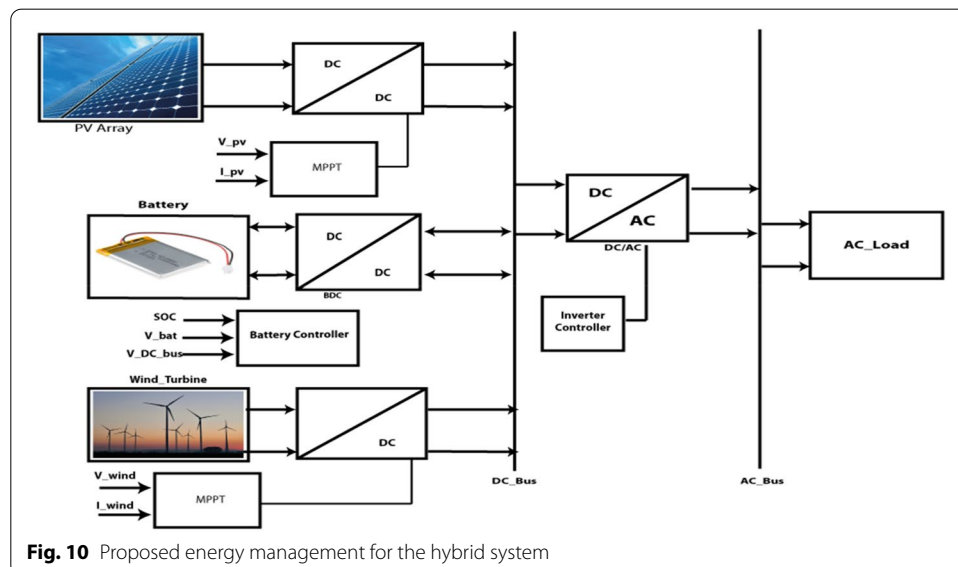 DC
DC
PV Array
V_pv
I_pv
MPPT
DC
AC
DC/AC
AC_Load
Battery
DC
DC
BDC
Inverter
Controller
SOC
V_bat
V_DC_bus
Battery Controller
Wind_Turbine
DC
V_wind
I_wind
MPPT
DC_Bus
AC_Bus
Fig. 10 Proposed energy management for the hybrid system